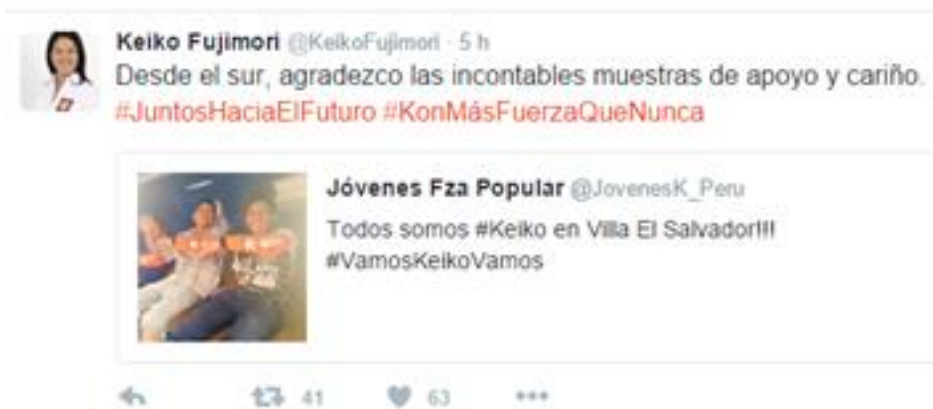 Keiko Fujimori @KeikoFujimori · 5 h
Desde el sur, agradezco las incontables muestras de apoyo y cariño.
#JuntosHaciaElFuturo #KonMásFuerzaQueNunca
Jóvenes Fza Popular @JovenesK_Peru
Todos somos #Keiko en Villa El Salvador!!!
#VamosKeikoVamos
41 63